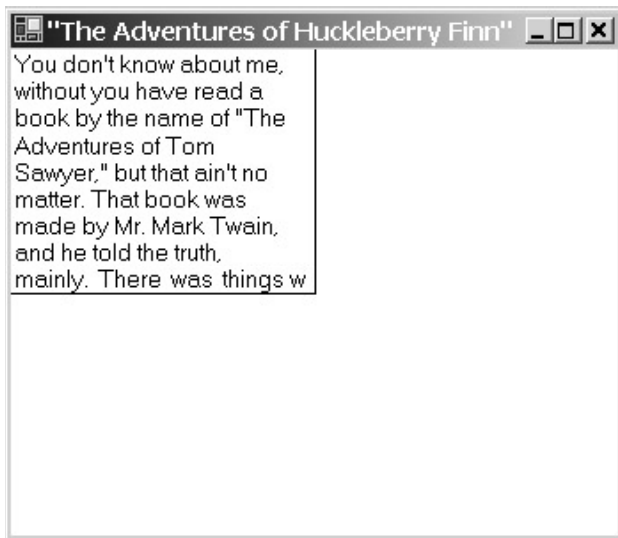 "The Adventures of Huckleberry Finn"
You don't know about me,
without you have read a
book by the name of "The
Adventures of Tom
Sawyer," but that ain't no
matter. That book was
made by Mr. Mark Twain,
and he told the truth,
mainly. There was things w